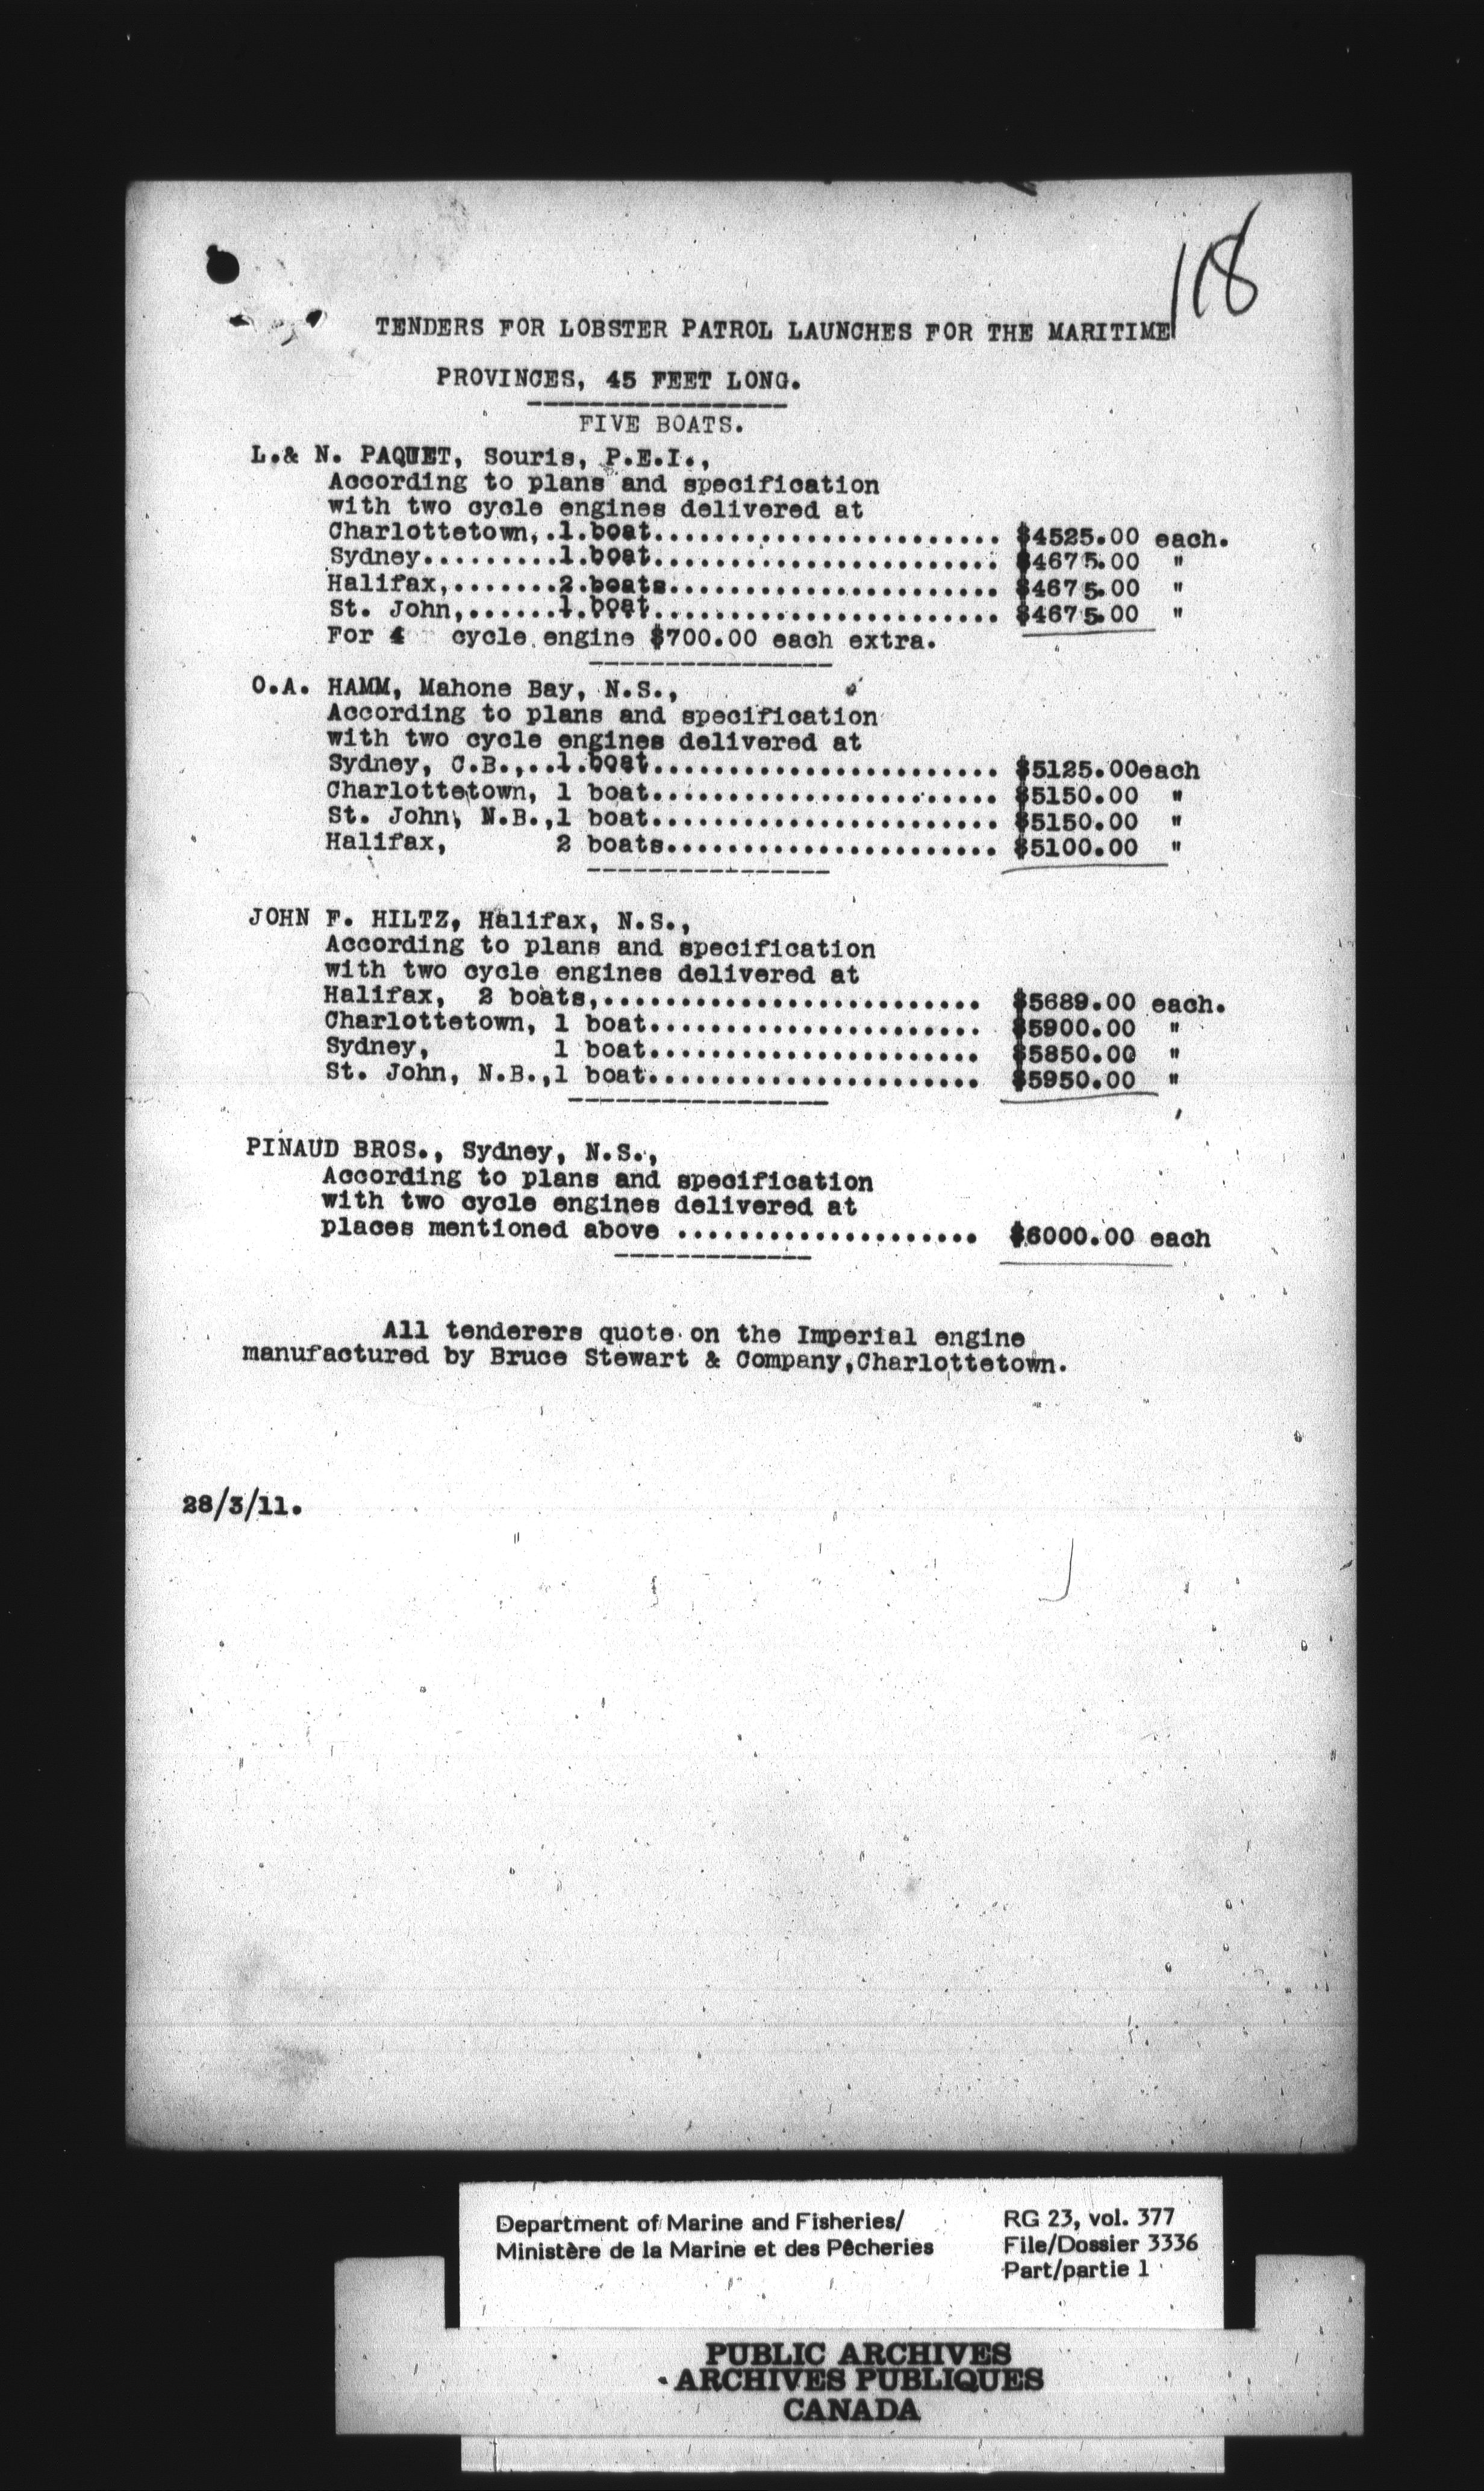 118
TENDERS FOR LOBSTER PATROL LAUNCHES FOR THE MARITIME
PROVINCES, 45 FEET LONG.
FIVE BOATS.
L.& N. PAQUET, Souris, P.E.I.,
According to plans and specification
with two cycle engines delivered at
Charlottetown,.1.boat....................... $4525.00 each.
Sydney.........1.boat....................... $4675.00 "
Halifax,.......2.boats...................... $4675.00 "
St. John,......1.boat....................... $4675.00 "
For 4 cycle engine $700.00 each extra.
O.A. HAMM, Mahone Bay, N.S.,
According to plans and specification
with two cycle engines delivered at
Sydney, C.B.,..1.boat....................... $5125.00each
Charlottetown, 1 boat....................... $5150.00 "
St. John, N.B.,1 boat....................... $5150.00 "
Halifax, 2 boats...................... $5100.00 "
JOHN F. HILTZ, Halifax, N.S.,
According to plans and specification
with two cycle engines delivered at
Halifax, 2 boats,......................... $5689.00 each.
Charlottetown, 1 boat...................... $5900.00 "
Sydney, 1 boat...................... $5850.00 "
St. John, N.B.,1 boat...................... $5950.00 "
PINAUD BROS., Sydney, N.S.,
According to plans and specification
with two cycle engines delivered at
places mentioned above .................... $6000.00 each
All tenderers quote on the Imperial engine
manufactured by Bruce Stewart & Company,Charlottetown.
28/3/11.
Department of Marine and Fisheries/
Ministère de la Marine et des Pêcheries
RG 23, vol. 377
File/Dossier 3336
Part/partie 1
PUBLIC ARCHIVES
ARCHIVES PUBLIQUES
CANADA